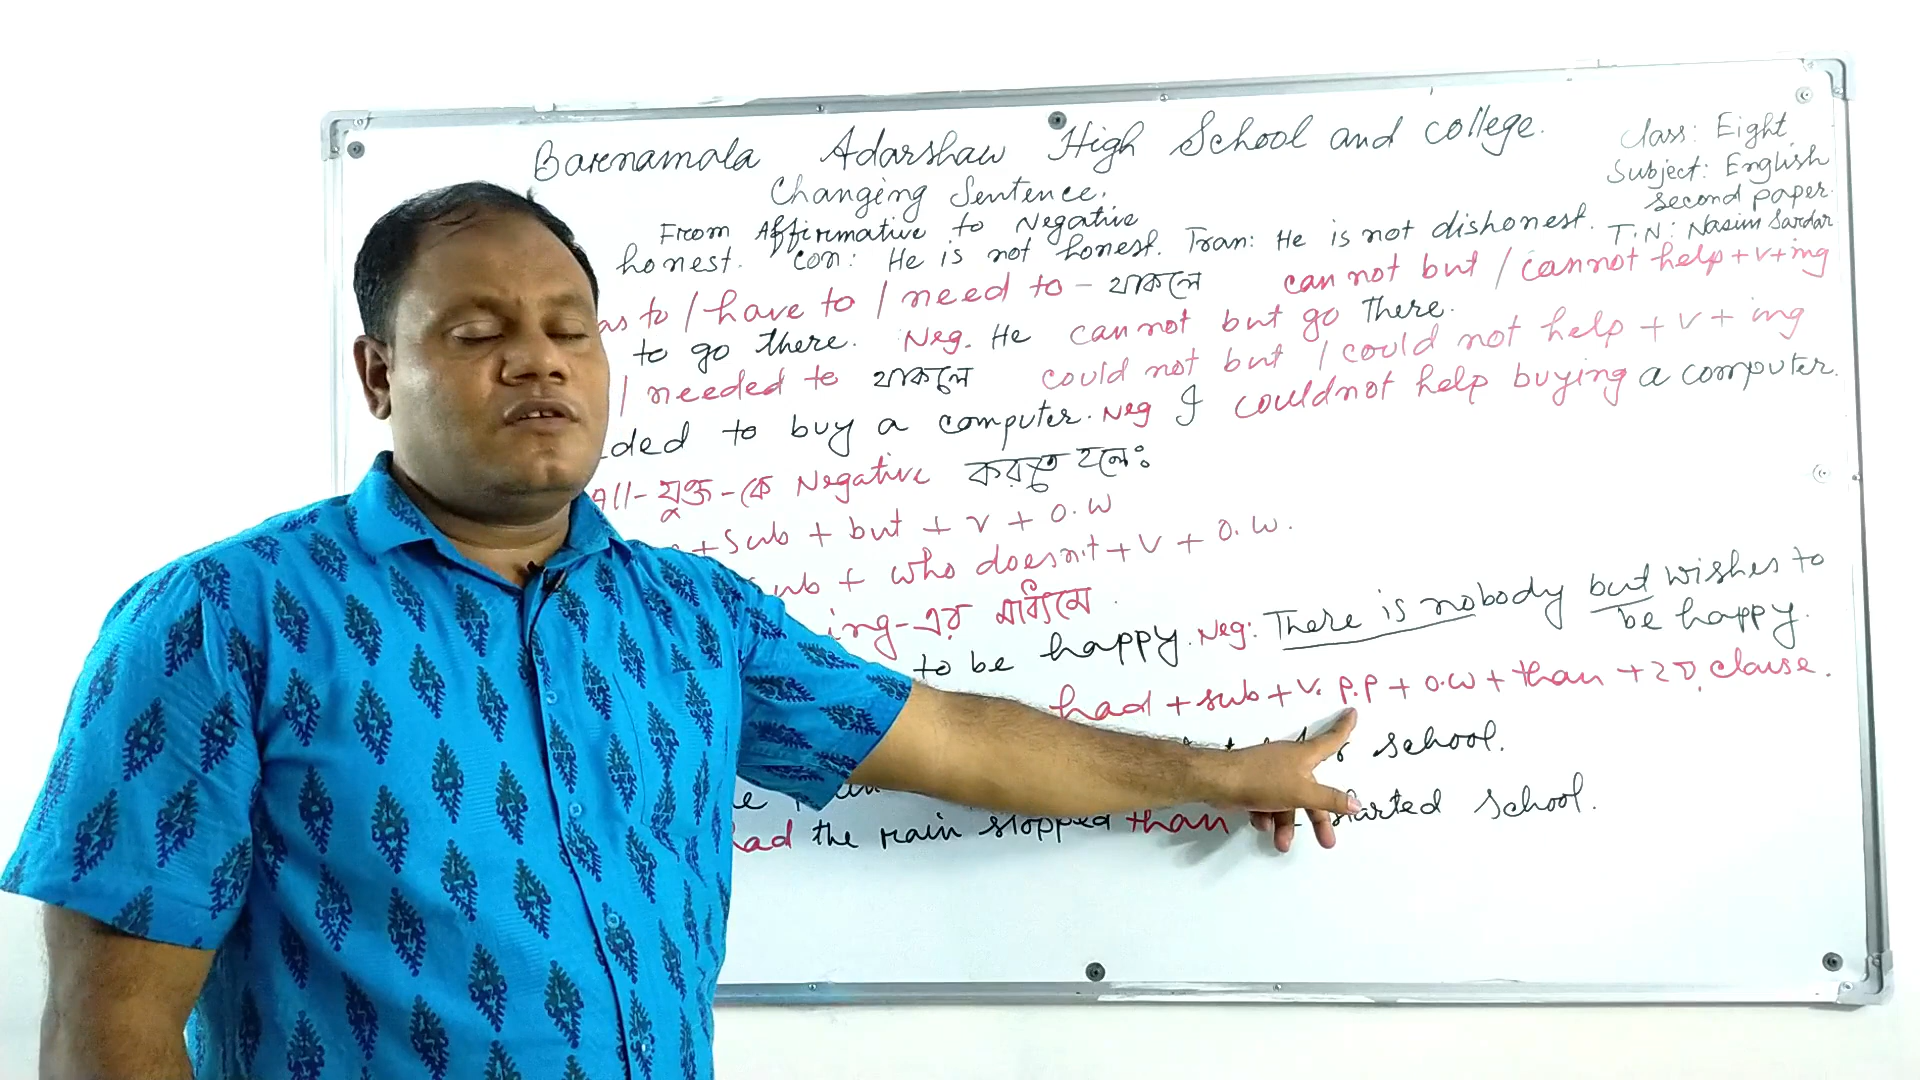 Barnamala Adarshaw High School and college.
Class: Eight
Subject: English
second paper.
T.N: Nasim Sardar
Changing Sentence.
From Affirmative to Negative
honest. Con: He is not honest. Tran: He is not dishonest.
as to / have to / need to - থাকলে can not but / cannot help+v+ing
to go there. Neg. He can not but go there.
/ needed to থাকলে could not but / could not help + v + ing
ded to buy a computer. Neg I couldnot help buying a computer.
All-যুক্ত-কে Negative করতে হলেঃ
+ Sub + but + v + o.w
ub + who doesn't + v + o.w.
ing-এর মাধ্যমে
to be happy. Neg: There is nobody but wishes to be happy.
had + sub + v. p.p + o.w + than + 2D. clause.
school.
had the rain stopped than started school.